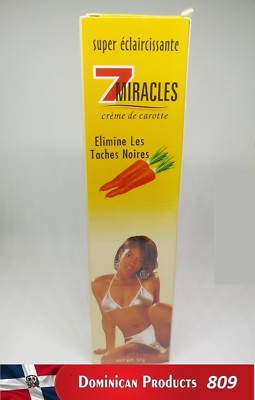 super éclaircissante
7 MIRACLES
crème de carotte
Elimine Les
Taches Noires
DOMINICAN PRODUCTS 809